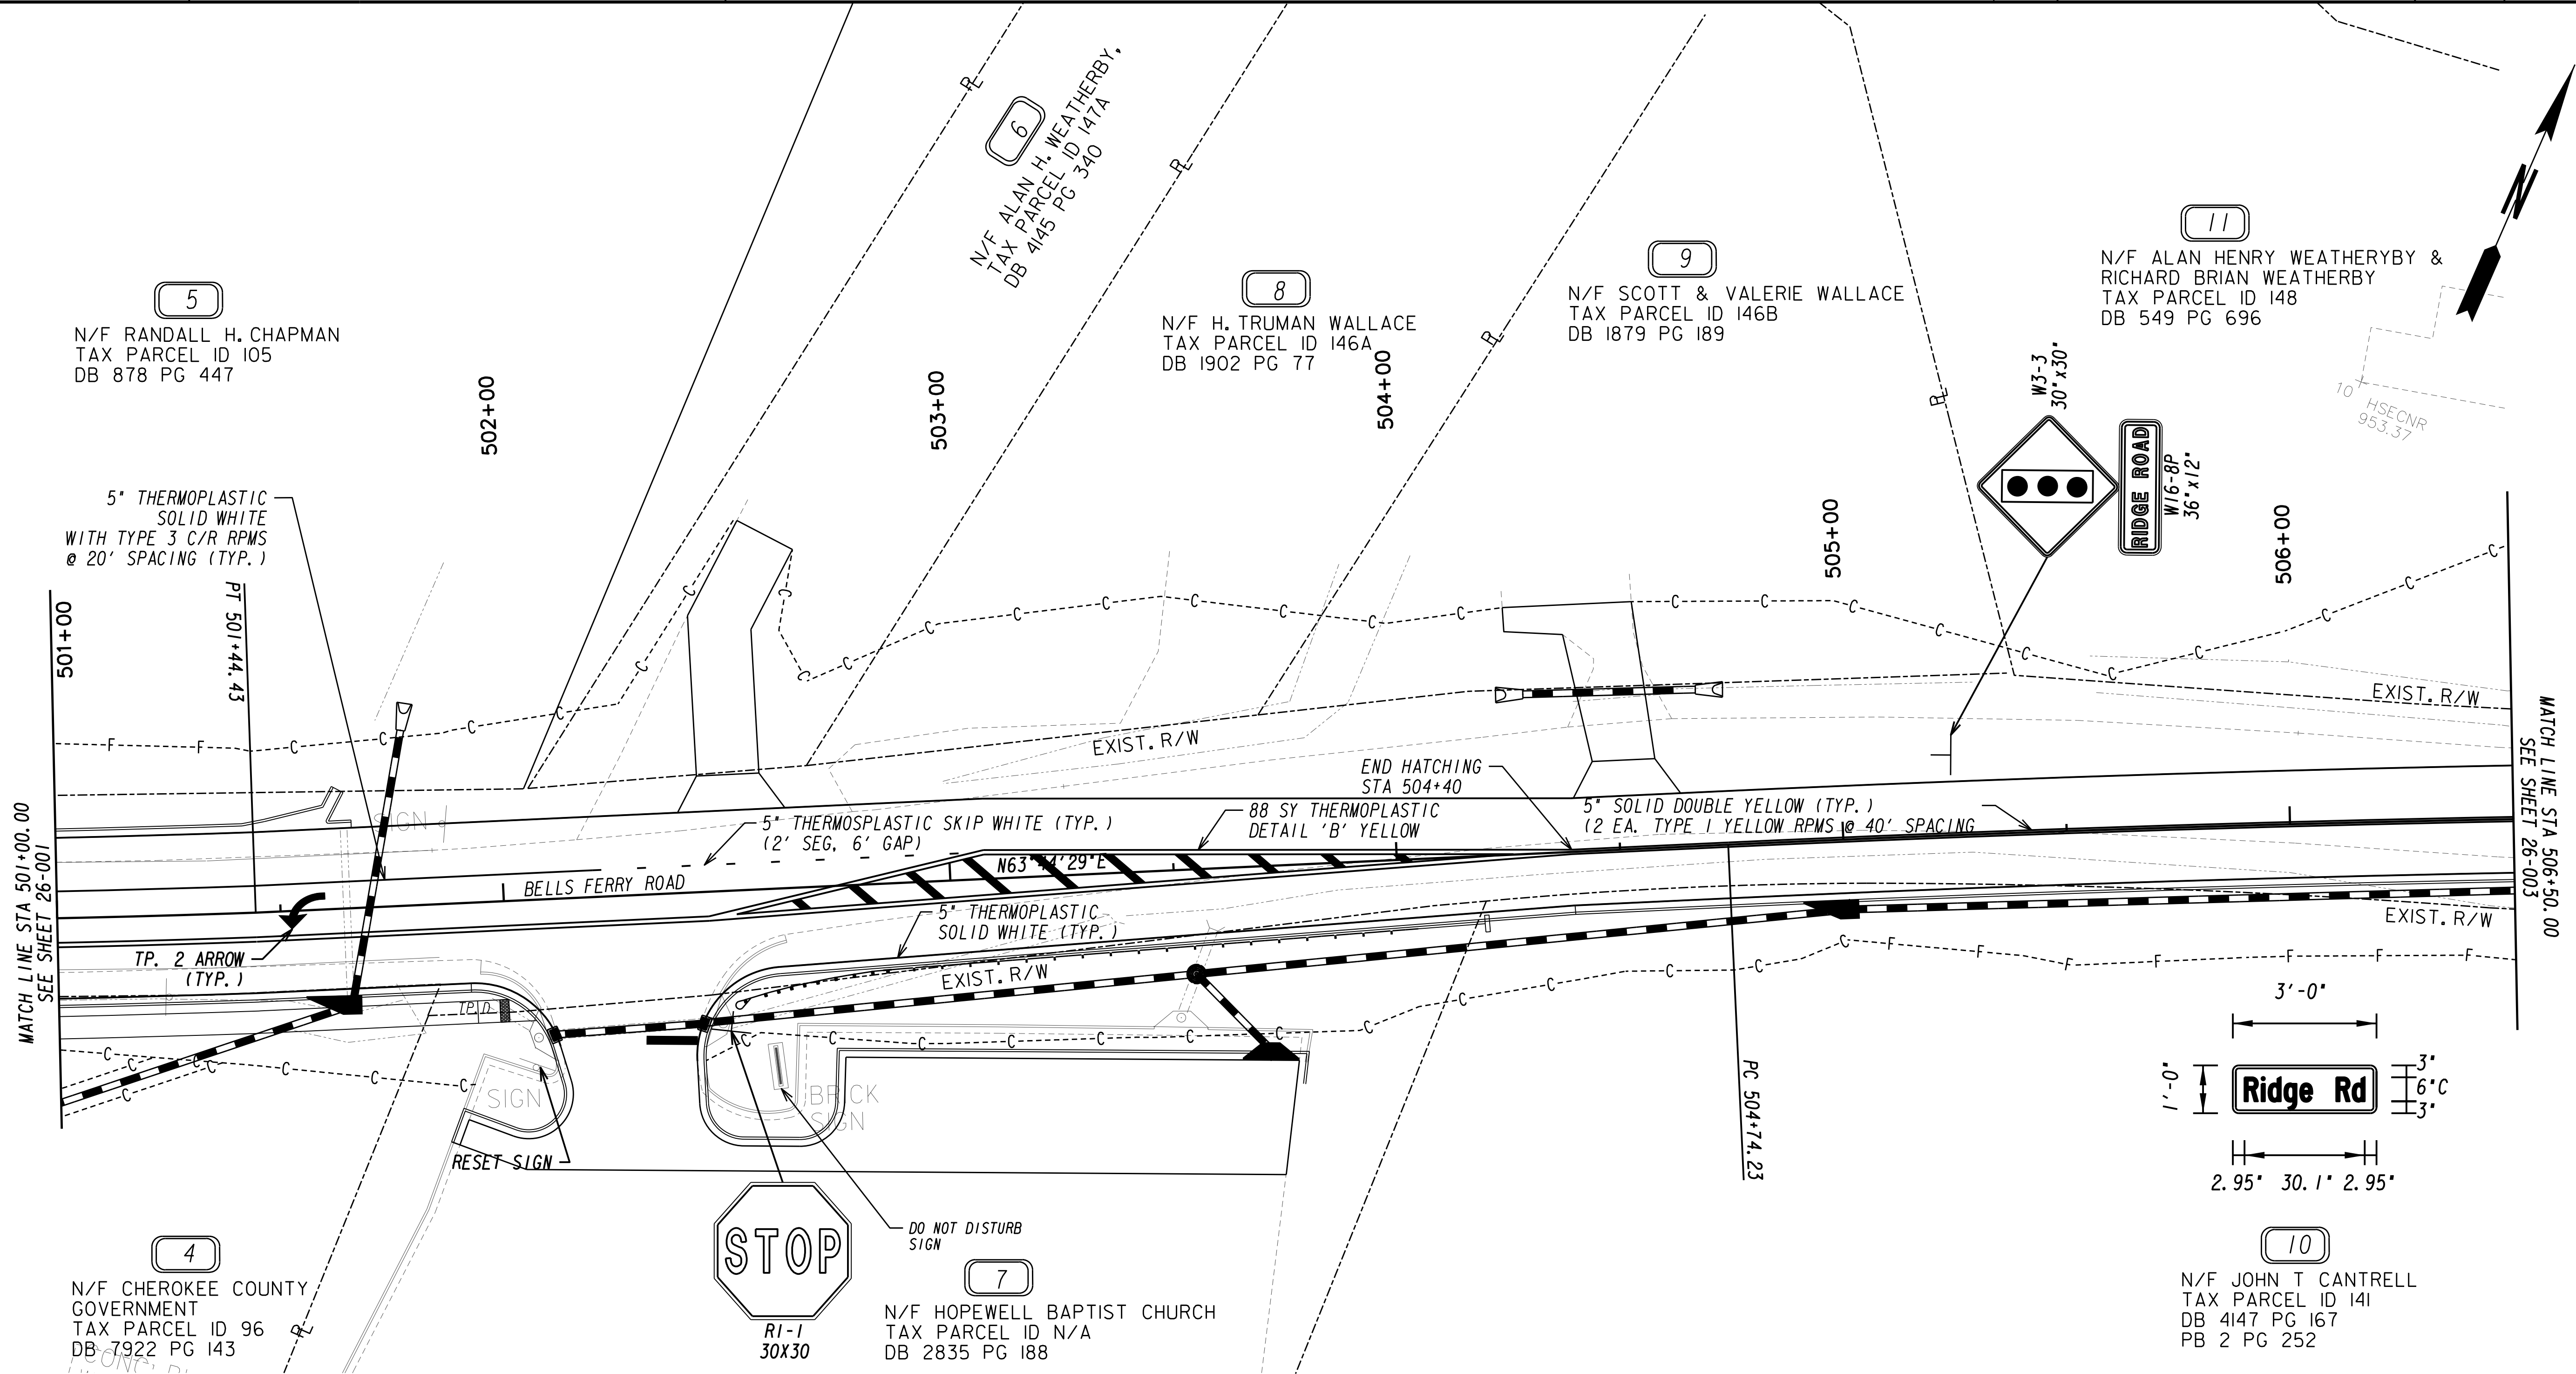 6
N/F ALAN H. WEATHERBY,
TAX PARCEL ID 147A
DB 4145 PG 340
5
N/F RANDALL H. CHAPMAN
TAX PARCEL ID 105
DB 878 PG 447
8
N/F H. TRUMAN WALLACE
TAX PARCEL ID 146A
DB 1902 PG 77
9
N/F SCOTT & VALERIE WALLACE
TAX PARCEL ID 146B
DB 1879 PG 189
11
N/F ALAN HENRY WEATHERYBY &
RICHARD BRIAN WEATHERBY
TAX PARCEL ID 148
DB 549 PG 696
N
10 HSECNR
953.37
501+00
502+00
503+00
504+00
505+00
506+00
W3-3
30"x30"
RIDGE ROAD
W16-8P
36"x12"
5" THERMOPLASTIC
SOLID WHITE
WITH TYPE 3 C/R RPMS
@ 20' SPACING (TYP.)
PT 501+44.43
MATCH LINE STA 501+00.00
SEE SHEET 26-001
MATCH LINE STA 506+50.00
SEE SHEET 26-003
EXIST. R/W
EXIST. R/W
SIGN
END HATCHING
STA 504+40
5" THERMOSPLASTIC SKIP WHITE (TYP.)
(2' SEG, 6' GAP)
88 SY THERMOPLASTIC
DETAIL 'B' YELLOW
5" SOLID DOUBLE YELLOW (TYP.)
(2 EA. TYPE 1 YELLOW RPMS @ 40' SPACING
BELLS FERRY ROAD
N63°44'29"E
TP. 2 ARROW
(TYP.)
5" THERMOPLASTIC
SOLID WHITE (TYP.)
EXIST. R/W
EXIST. R/W
TP. D
SIGN
BRICK
SIGN
RESET SIGN
PC 504+74.23
3'-0"
1'-0"
Ridge Rd
3"
6"C
3"
2.95" 30.1" 2.95"
STOP
R1-1
30X30
DO NOT DISTURB
SIGN
4
N/F CHEROKEE COUNTY
GOVERNMENT
TAX PARCEL ID 96
DB 7922 PG 143
7
N/F HOPEWELL BAPTIST CHURCH
TAX PARCEL ID N/A
DB 2835 PG 188
10
N/F JOHN T CANTRELL
TAX PARCEL ID 141
DB 4147 PG 167
PB 2 PG 252